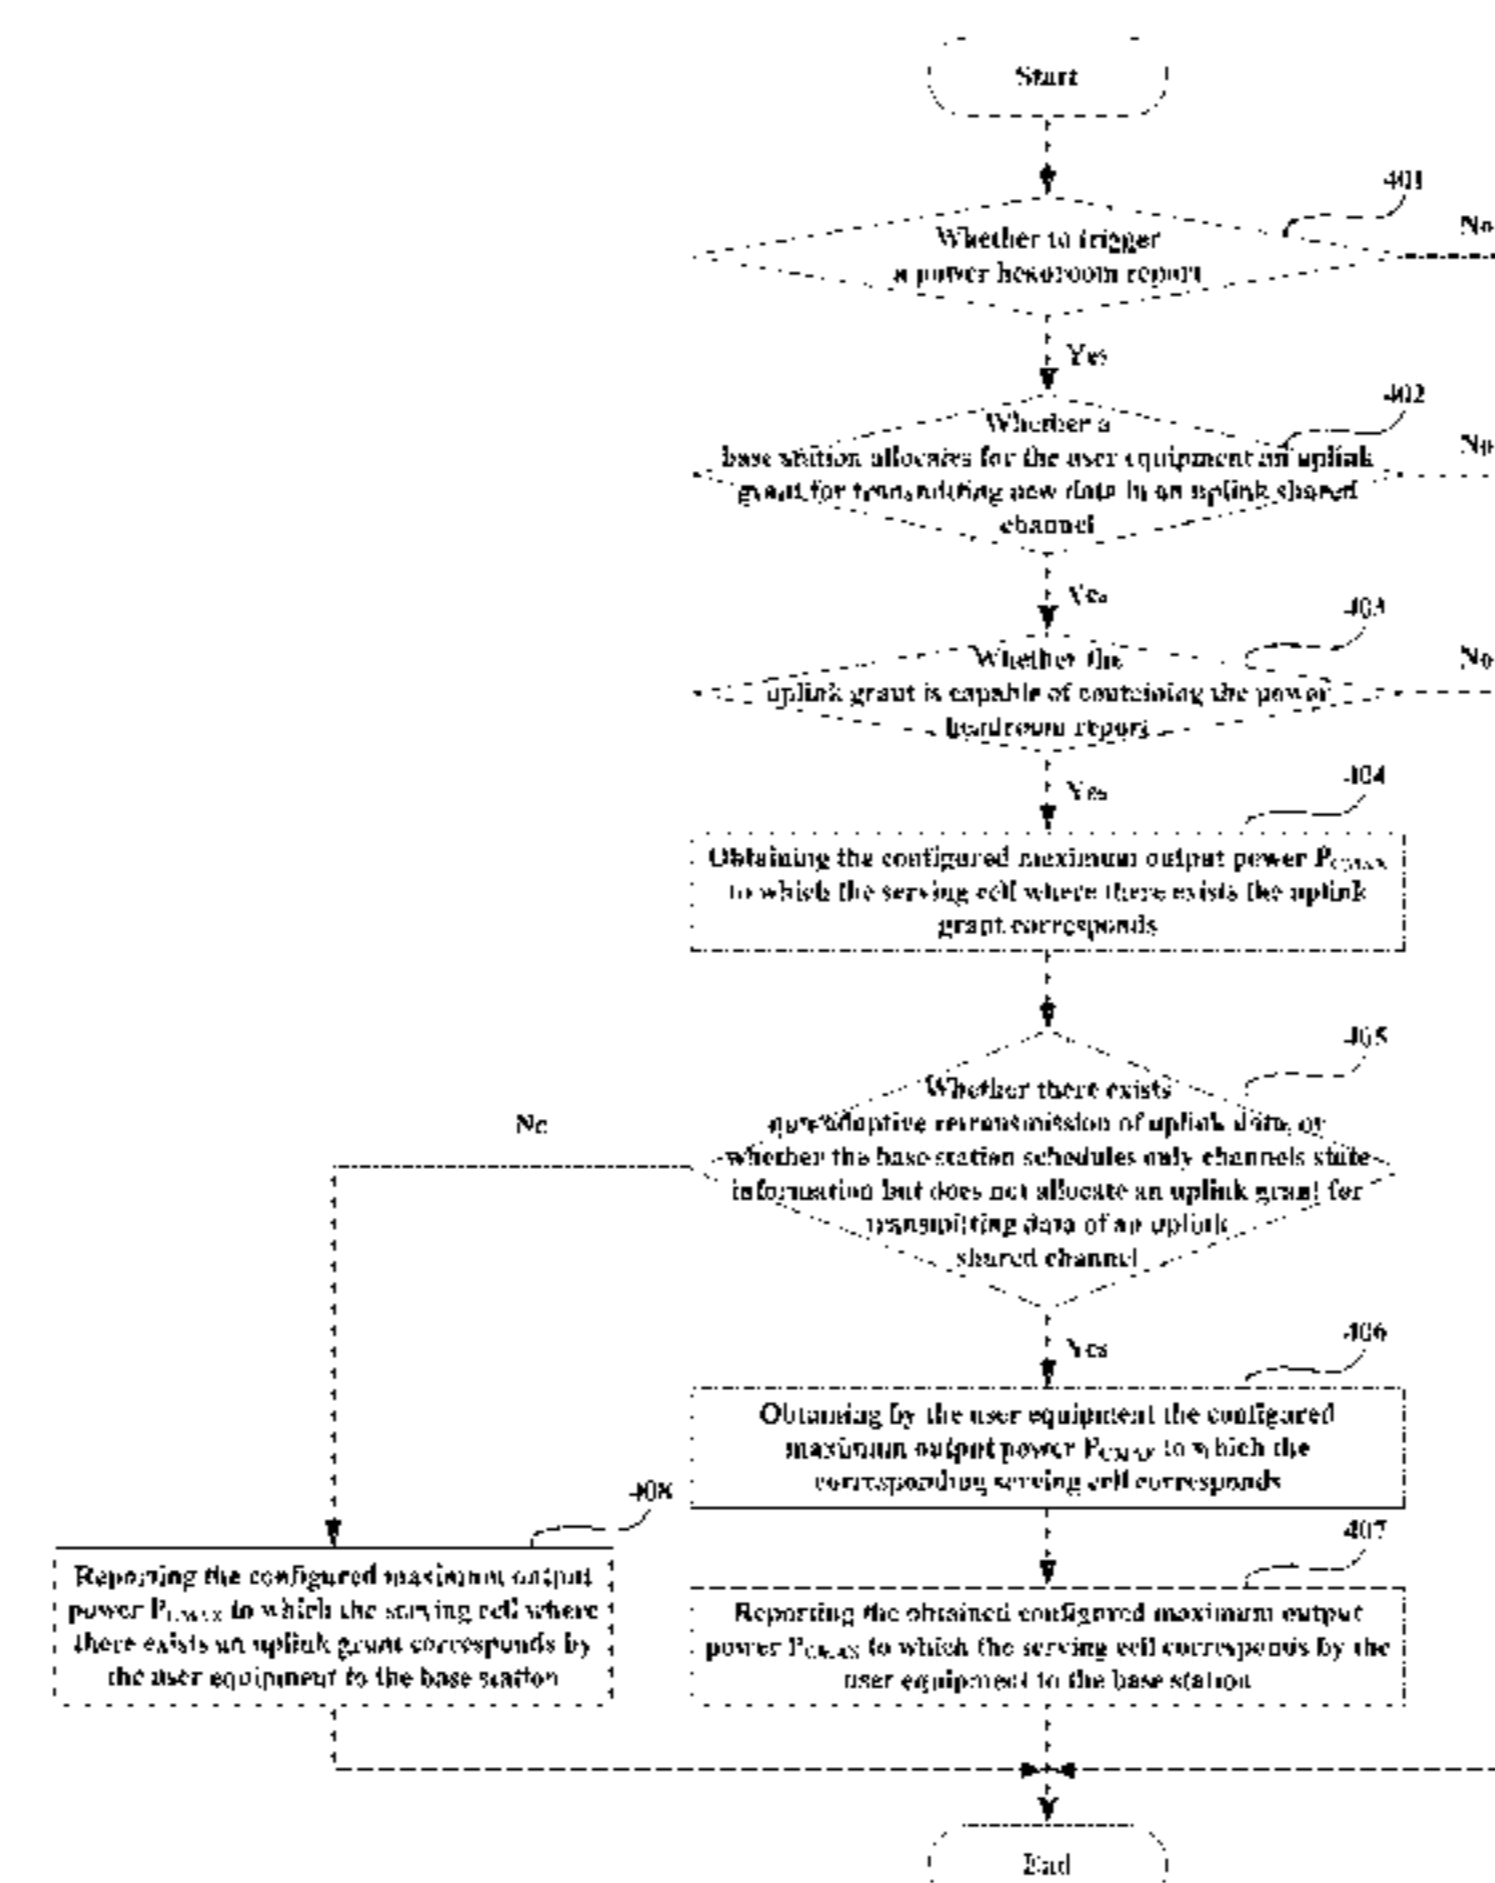 Start
401
No
Whether to trigger
a power headroom report
Yes
402
No
Whether a
base station allocates for the user equipment an uplink
grant for transmitting new data in an uplink shared
channel
Yes
403
No
Whether the
uplink grant is capable of containing the power
headroom report
Yes
404
Obtaining the configured maximum output power PCMAX
to which the serving cell where there exists the uplink
grant corresponds
405
No
Whether there exists
non-adaptive retransmission of uplink data, or
whether the base station schedules only channels state
information but does not allocate an uplink grant for
transmitting data of an uplink
shared channel
Yes
406
Obtaining by the user equipment the configured
maximum output power PCMAX to which the
corresponding serving cell corresponds
408
407
Reporting the configured maximum output
power PCMAX to which the serving cell where
there exists an uplink grant corresponds by
the user equipment to the base station
Reporting the obtained configured maximum output
power PCMAX to which the serving cell corresponds by the
user equipment to the base station
End